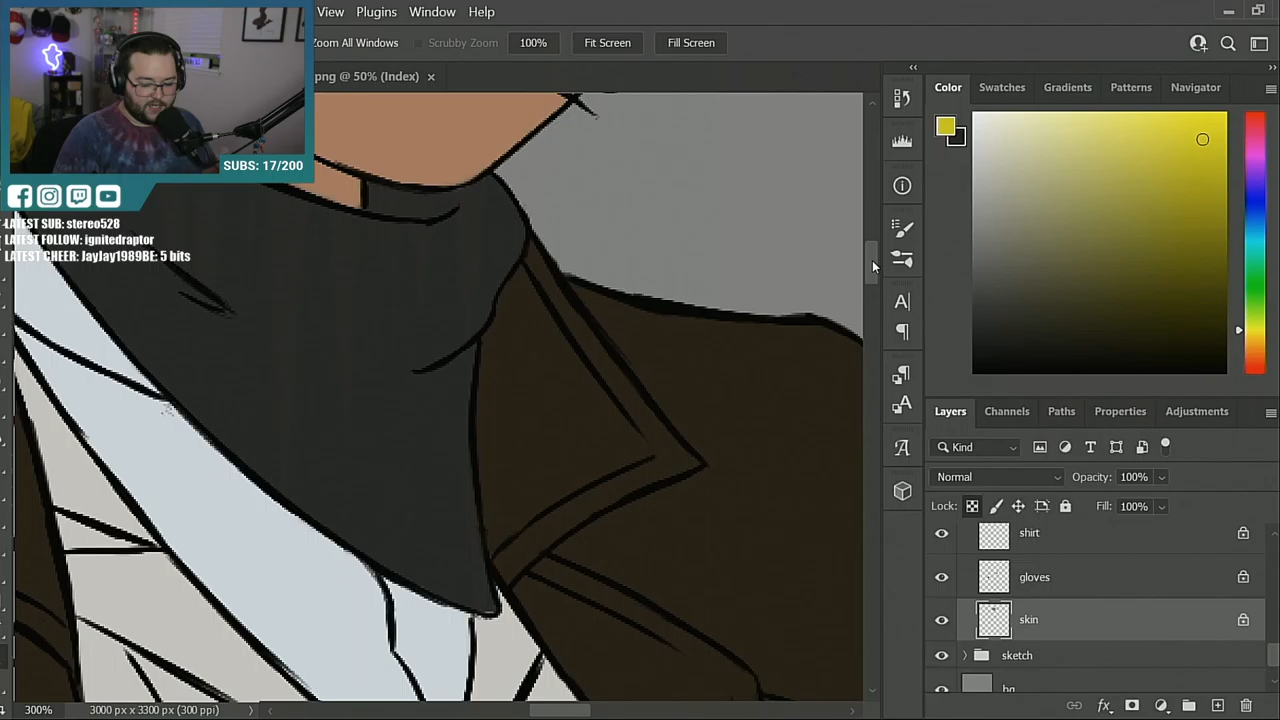 View Plugins Window Help
Zoom All Windows Scrubby Zoom 100% Fit Screen Fill Screen
png @ 50% (Index)
SUBS: 17/200
LATEST SUB: stereo528
LATEST FOLLOW: ignitedraptor
LATEST CHEER: JayJay1989BE: 5 bits
Color Swatches Gradients Patterns Navigator
Layers Channels Paths Properties Adjustments
Kind
Normal Opacity: 100%
Lock: Fill: 100%
shirt
gloves
skin
sketch
bg
300% 3000 px x 3300 px (300 ppi)